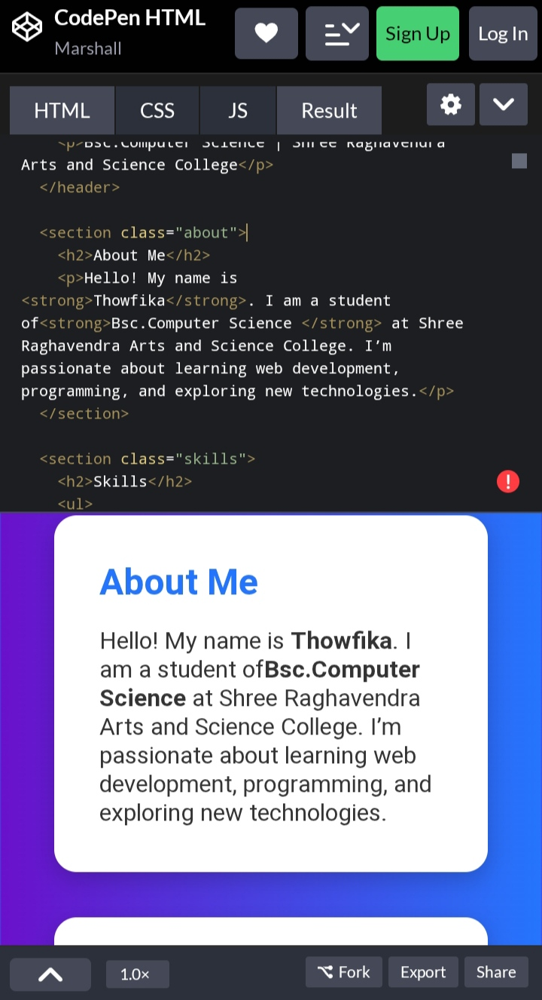 CodePen HTML
Marshall
Sign Up
Log In
HTML
CSS
JS
Result
<p>Bsc.Computer Science | Shree Raghavendra
Arts and Science College</p>
</header>
<section class="about">
<h2>About Me</h2>
<p>Hello! My name is
<strong>Thowfika</strong>. I am a student
of<strong>Bsc.Computer Science </strong> at Shree
Raghavendra Arts and Science College. I’m
passionate about learning web development,
programming, and exploring new technologies.</p>
</section>
<section class="skills">
<h2>Skills</h2>
<ul>
About Me
Hello! My name is Thowfika. I
am a student ofBsc.Computer
Science at Shree Raghavendra
Arts and Science College. I’m
passionate about learning web
development, programming, and
exploring new technologies.
1.0×
Fork
Export
Share